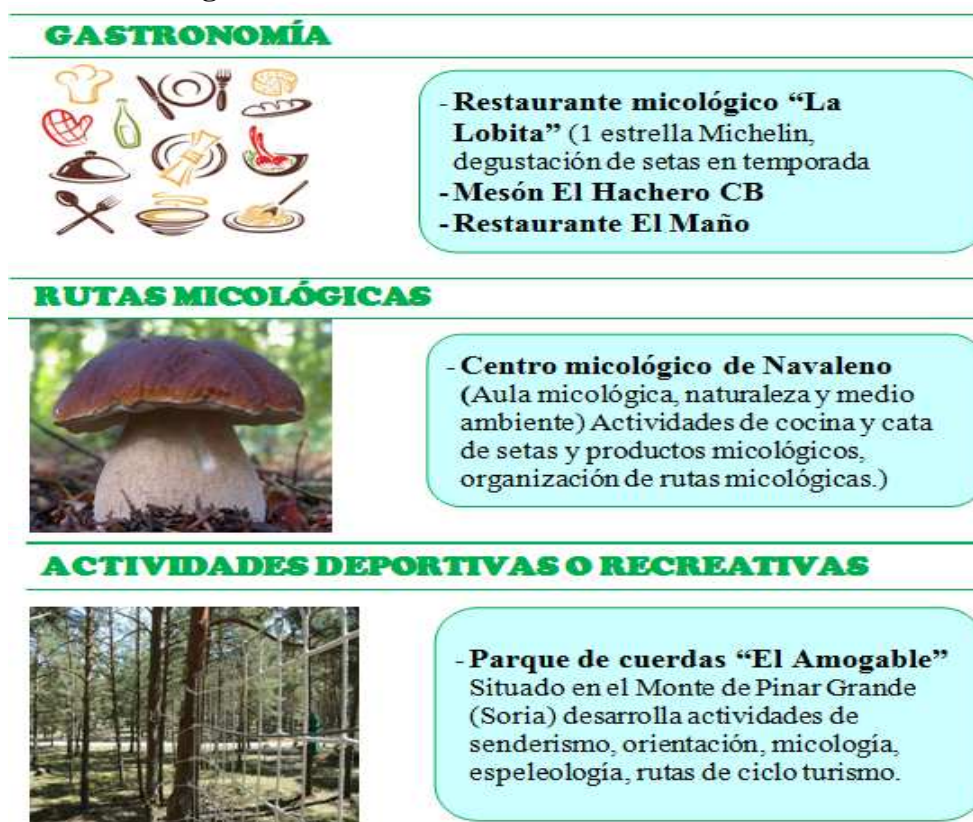 GASTRONOMÍA
- Restaurante micológico “La
Lobita” (1 estrella Michelin,
degustación de setas en temporada
- Mesón El Hachero CB
- Restaurante El Maño
RUTAS MICOLÓGICAS
- Centro micológico de Navaleno
(Aula micológica, naturaleza y medio
ambiente) Actividades de cocina y cata
de setas y productos micológicos,
organización de rutas micológicas.)
ACTIVIDADES DEPORTIVAS O RECREATIVAS
- Parque de cuerdas “El Amogable”
Situado en el Monte de Pinar Grande
(Soria) desarrolla actividades de
senderismo, orientación, micología,
espeleología, rutas de ciclo turismo.